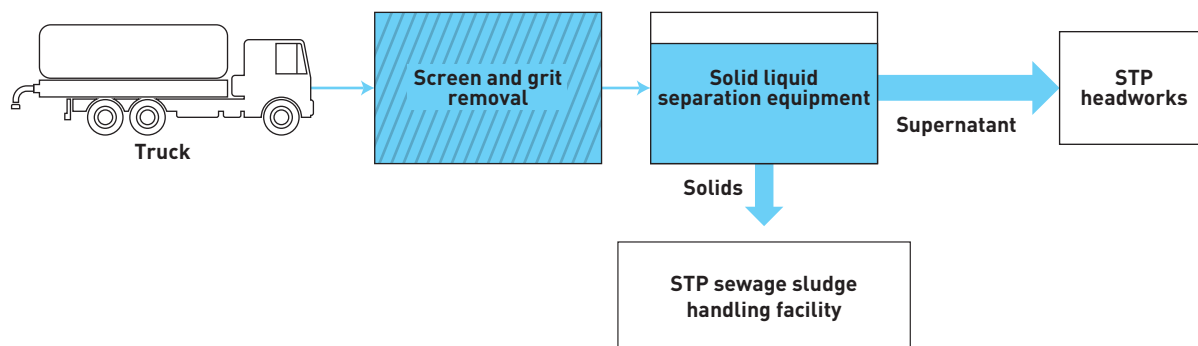 Truck
Screen and grit
removal
Solid liquid
separation equipment
Supernatant
STP
headworks
Solids
STP sewage sludge
handling facility